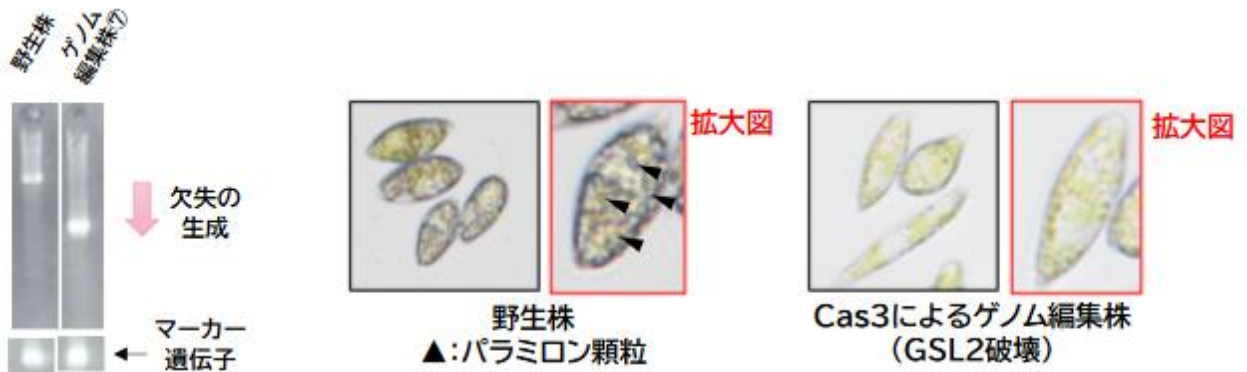 野生株
ゲノム
編集株⑦
欠失の
生成
マーカー
遺伝子
拡大図
野生株
▲:パラミロン顆粒
拡大図
Cas3によるゲノム編集株
(GSL2破壊)